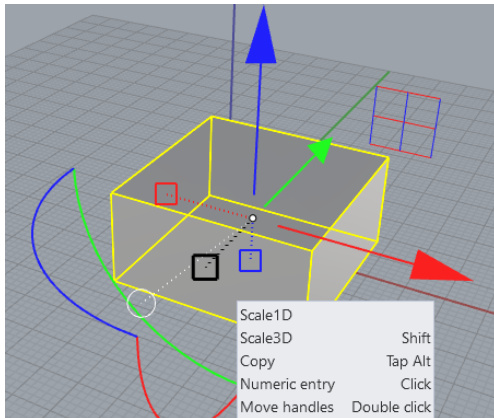 Scale1D
Scale3D Shift
Copy Tap Alt
Numeric entry Click
Move handles Double click